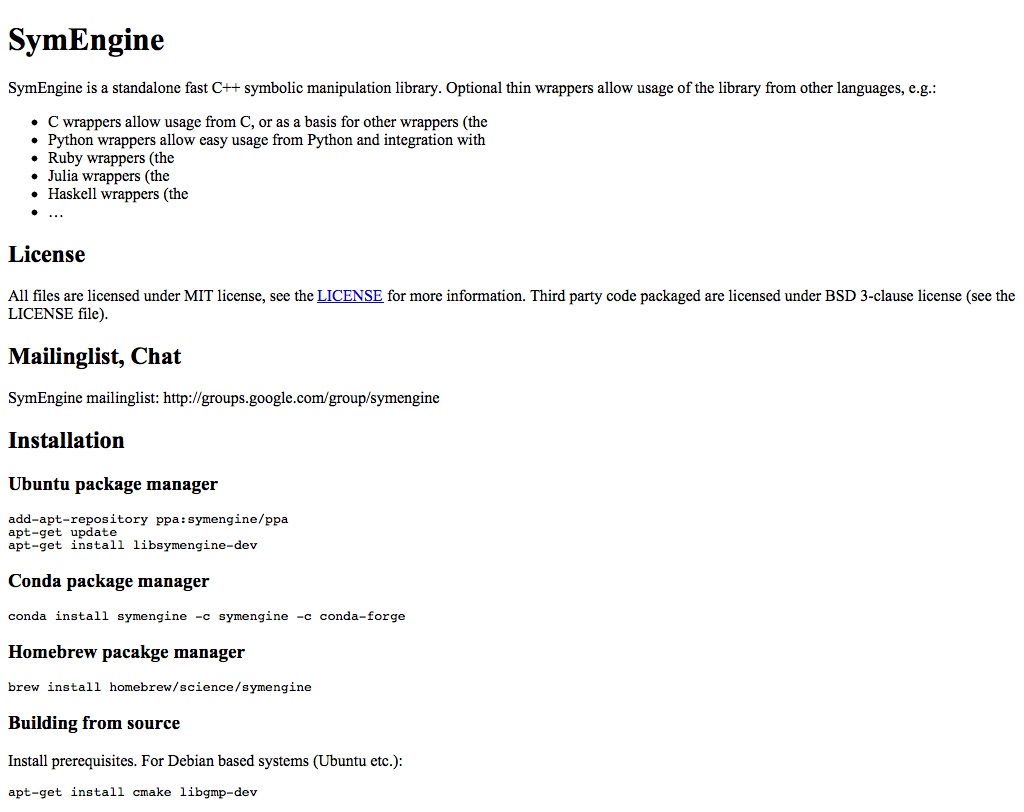 SymEngine
SymEngine is a standalone fast C++ symbolic manipulation library. Optional thin wrappers allow usage of the library from other languages, e.g.:
• C wrappers allow usage from C, or as a basis for other wrappers (the
• Python wrappers allow easy usage from Python and integration with
• Ruby wrappers (the
• Julia wrappers (the
• Haskell wrappers (the
• …
License
All files are licensed under MIT license, see the LICENSE for more information. Third party code packaged are licensed under BSD 3-clause license (see the
LICENSE file).
Mailinglist, Chat
SymEngine mailinglist: http://groups.google.com/group/symengine
Installation
Ubuntu package manager
add-apt-repository ppa:symengine/ppa
apt-get update
apt-get install libsymengine-dev
Conda package manager
conda install symengine -c symengine -c conda-forge
Homebrew pacakge manager
brew install homebrew/science/symengine
Building from source
Install prerequisites. For Debian based systems (Ubuntu etc.):
apt-get install cmake libgmp-dev